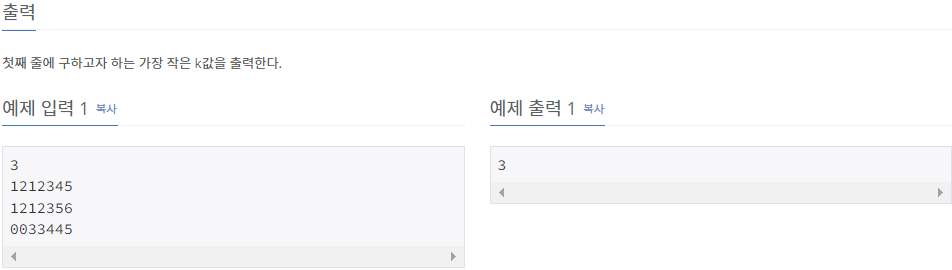 출력
첫째 줄에 구하고자 하는 가장 작은 k값을 출력한다.
예제 입력 1 복사
3
1212345
1212356
0033445
예제 출력 1 복사
3